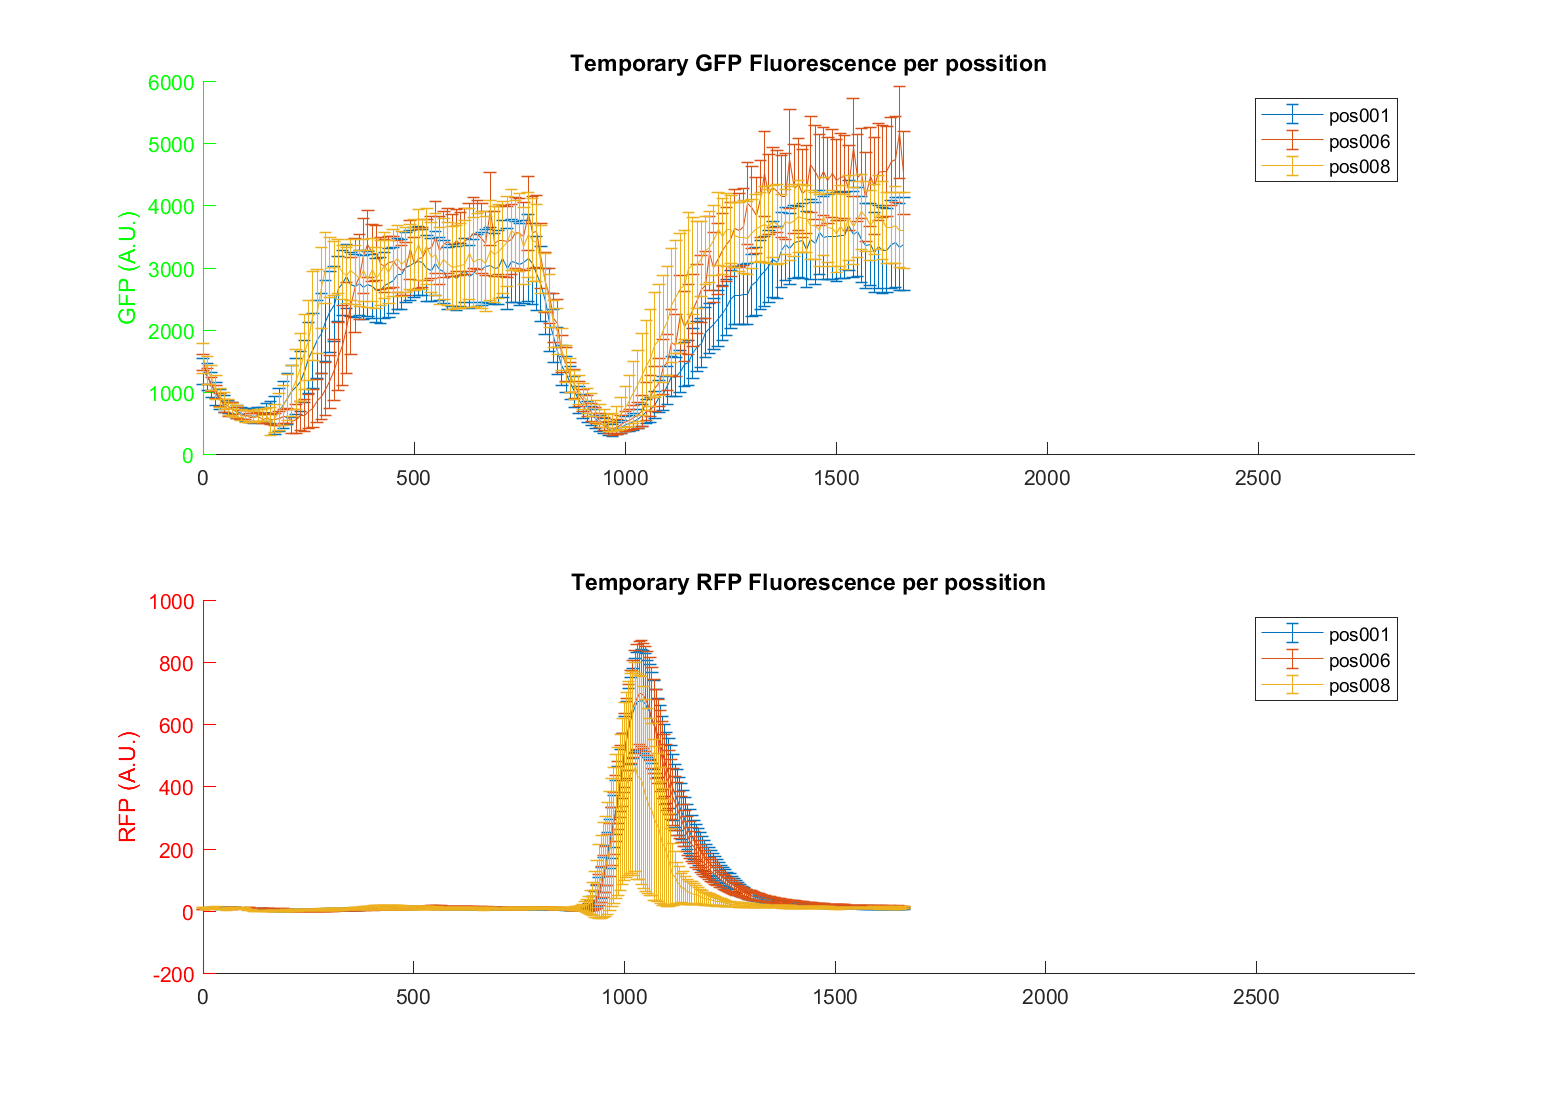 Temporary GFP Fluorescence per possition
GFP (A.U.)
6000
5000
4000
3000
2000
1000
0
0 500 1000 1500 2000 2500
pos001
pos006
pos008
Temporary RFP Fluorescence per possition
RFP (A.U.)
1000
800
600
400
200
0
-200
0 500 1000 1500 2000 2500
pos001
pos006
pos008